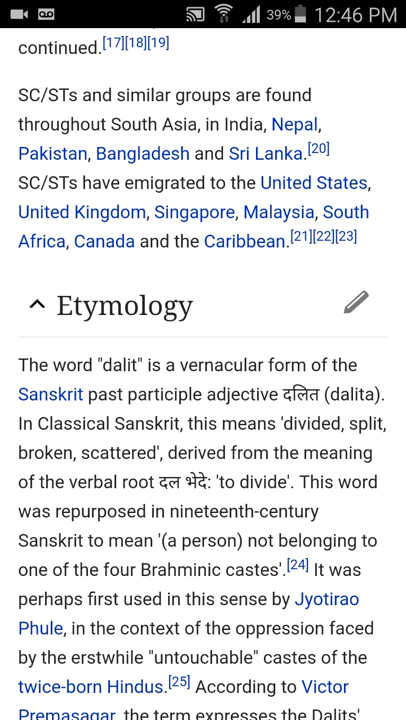 39% 12:46 PM
continued.[17][18][19]
SC/STs and similar groups are found
throughout South Asia, in India, Nepal,
Pakistan, Bangladesh and Sri Lanka.[20]
SC/STs have emigrated to the United States,
United Kingdom, Singapore, Malaysia, South
Africa, Canada and the Caribbean.[21][22][23]
Etymology
The word "dalit" is a vernacular form of the
Sanskrit past participle adjective दलित (dalita).
In Classical Sanskrit, this means 'divided, split,
broken, scattered', derived from the meaning
of the verbal root दल भेदे: 'to divide'. This word
was repurposed in nineteenth-century
Sanskrit to mean '(a person) not belonging to
one of the four Brahminic castes'.[24] It was
perhaps first used in this sense by Jyotirao
Phule, in the context of the oppression faced
by the erstwhile "untouchable" castes of the
twice-born Hindus.[25] According to Victor
Premasagar, the term expresses the Dalits'